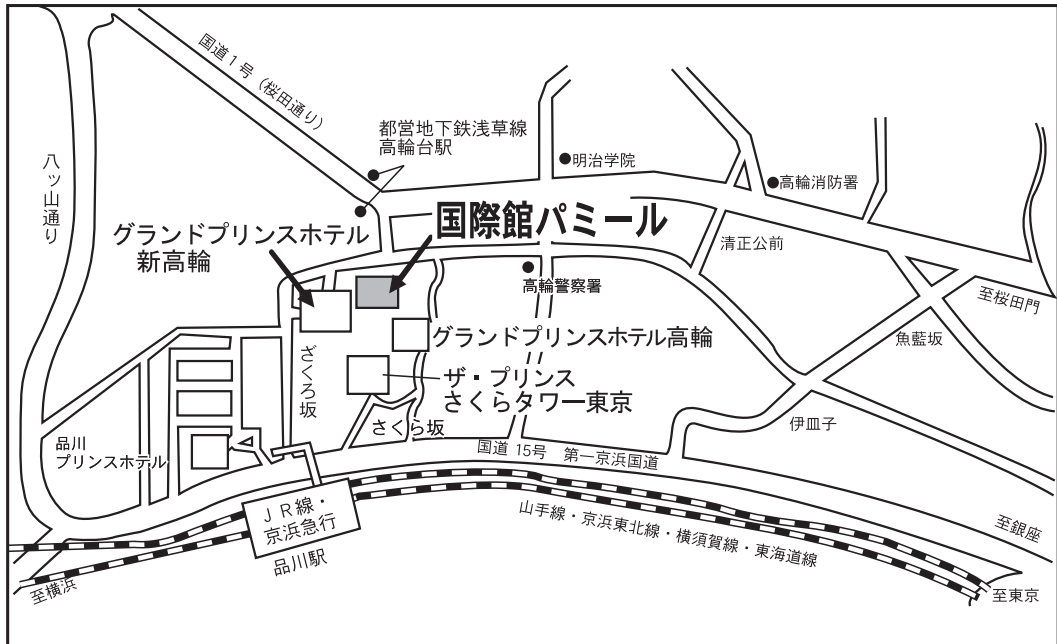 国道1号（桜田通り）
都営地下鉄浅草線
高輪台駅
明治学院
高輪消防署
八ッ山通り
国際館パミール
グランドプリンスホテル
新高輪
清正公前
高輪警察署
至桜田門
魚藍坂
グランドプリンスホテル高輪
ざくろ坂
ザ・プリンス
さくらタワー東京
さくら坂
伊皿子
品川
プリンスホテル
国道 15号　第一京浜国道
ＪＲ線・
京浜急行
品川駅
山手線・京浜東北線・横須賀線・東海道線
至銀座
至横浜
至東京